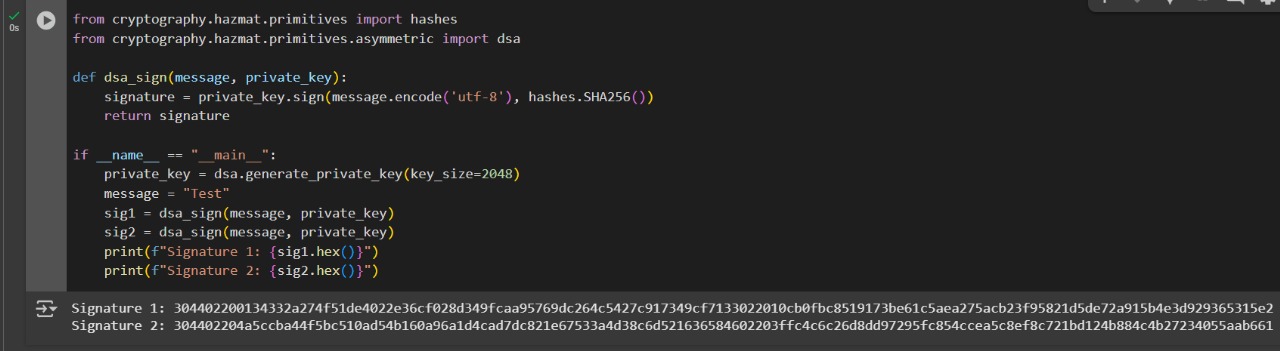 0s
from cryptography.hazmat.primitives import hashes
from cryptography.hazmat.primitives.asymmetric import dsa
def dsa_sign(message, private_key):
    signature = private_key.sign(message.encode('utf-8'), hashes.SHA256())
    return signature
if __name__ == "__main__":
    private_key = dsa.generate_private_key(key_size=2048)
    message = "Test"
    sig1 = dsa_sign(message, private_key)
    sig2 = dsa_sign(message, private_key)
    print(f"Signature 1: {sig1.hex()}")
    print(f"Signature 2: {sig2.hex()}")
Signature 1: 304402200134332a274f51de4022e36cf028d349fcaa95769dc264c5427c917349cf7133022010cb0fbc8519173be61c5aea275acb23f95821d5de72a915b4e3d929365315e2
Signature 2: 304402204a5ccba44f5bc510ad54b160a96a1d4cad7dc821e67533a4d38c6d521636584602203ffc4c6c26d8dd97295fc854ccea5c8ef8c721bd124b884c4b27234055aab661